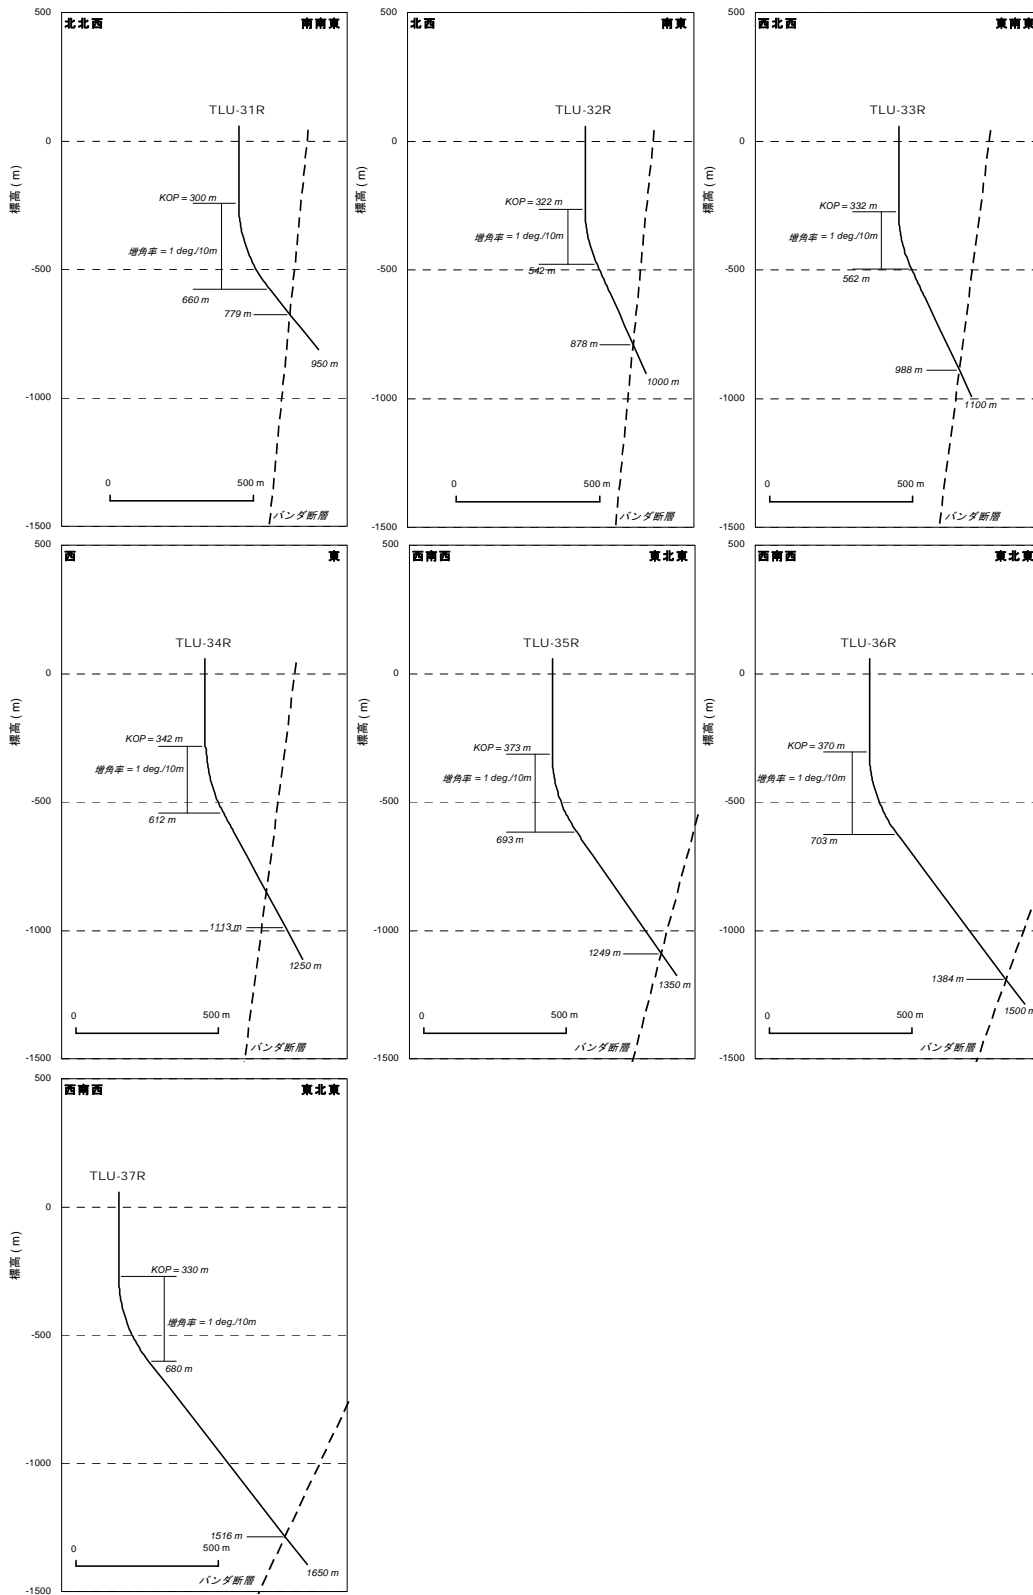 北北西 南南東
TLU-31R
標高 (m)
500
0
-500
-1000
-1500
KOP = 300 m
増角率 = 1 deg./10m
660 m
779 m
950 m
0 500 m
バンダ断層
北西 南東
TLU-32R
標高 (m)
500
0
-500
-1000
-1500
KOP = 322 m
増角率 = 1 deg./10m
542 m
878 m
1000 m
0 500 m
バンダ断層
西北西 東南東
TLU-33R
標高 (m)
500
0
-500
-1000
-1500
KOP = 332 m
増角率 = 1 deg./10m
562 m
988 m
1100 m
0 500 m
バンダ断層
西 東
TLU-34R
標高 (m)
500
0
-500
-1000
-1500
KOP = 342 m
増角率 = 1 deg./10m
612 m
1113 m
1250 m
0 500 m
バンダ断層
西南西 東北東
TLU-35R
標高 (m)
500
0
-500
-1000
-1500
KOP = 373 m
増角率 = 1 deg./10m
693 m
1249 m
1350 m
0 500 m
バンダ断層
西南西 東北東
TLU-36R
標高 (m)
500
0
-500
-1000
-1500
KOP = 370 m
増角率 = 1 deg./10m
703 m
1384 m
1500 m
0 500 m
バンダ断層
西南西 東北東
TLU-37R
標高 (m)
500
0
-500
-1000
-1500
KOP = 330 m
増角率 = 1 deg./10m
680 m
1516 m
1650 m
0 500 m
バンダ断層